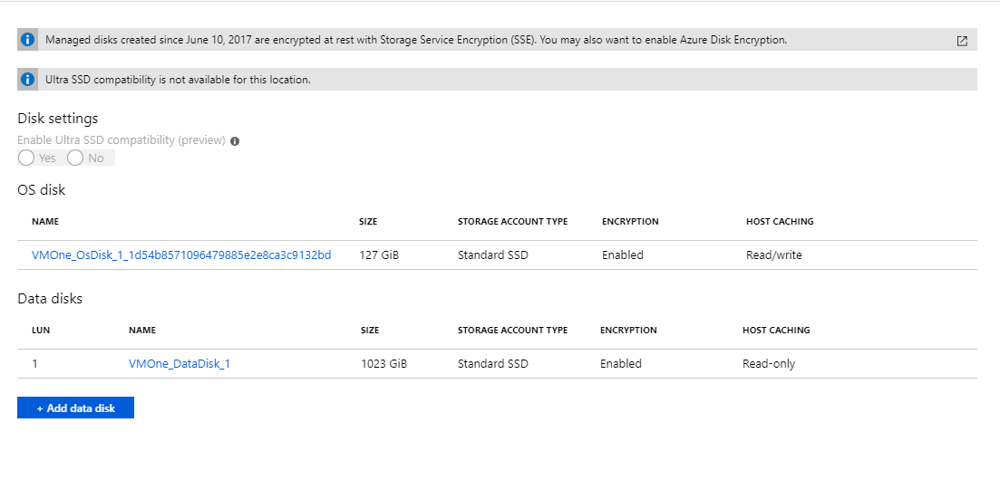 Managed disks created since June 10, 2017 are encrypted at rest with Storage Service Encryption (SSE). You may also want to enable Azure Disk Encryption.
Ultra SSD compatibility is not available for this location.
Disk settings
Enable Ultra SSD compatibility (preview)
Yes No
OS disk
NAME SIZE STORAGE ACCOUNT TYPE ENCRYPTION HOST CACHING
VMOne_OsDisk_1_1d54b8571096479885e2e8ca3c9132bd 127 GiB Standard SSD Enabled Read/write
Data disks
LUN NAME SIZE STORAGE ACCOUNT TYPE ENCRYPTION HOST CACHING
1 VMOne_DataDisk_1 1023 GiB Standard SSD Enabled Read-only
+ Add data disk